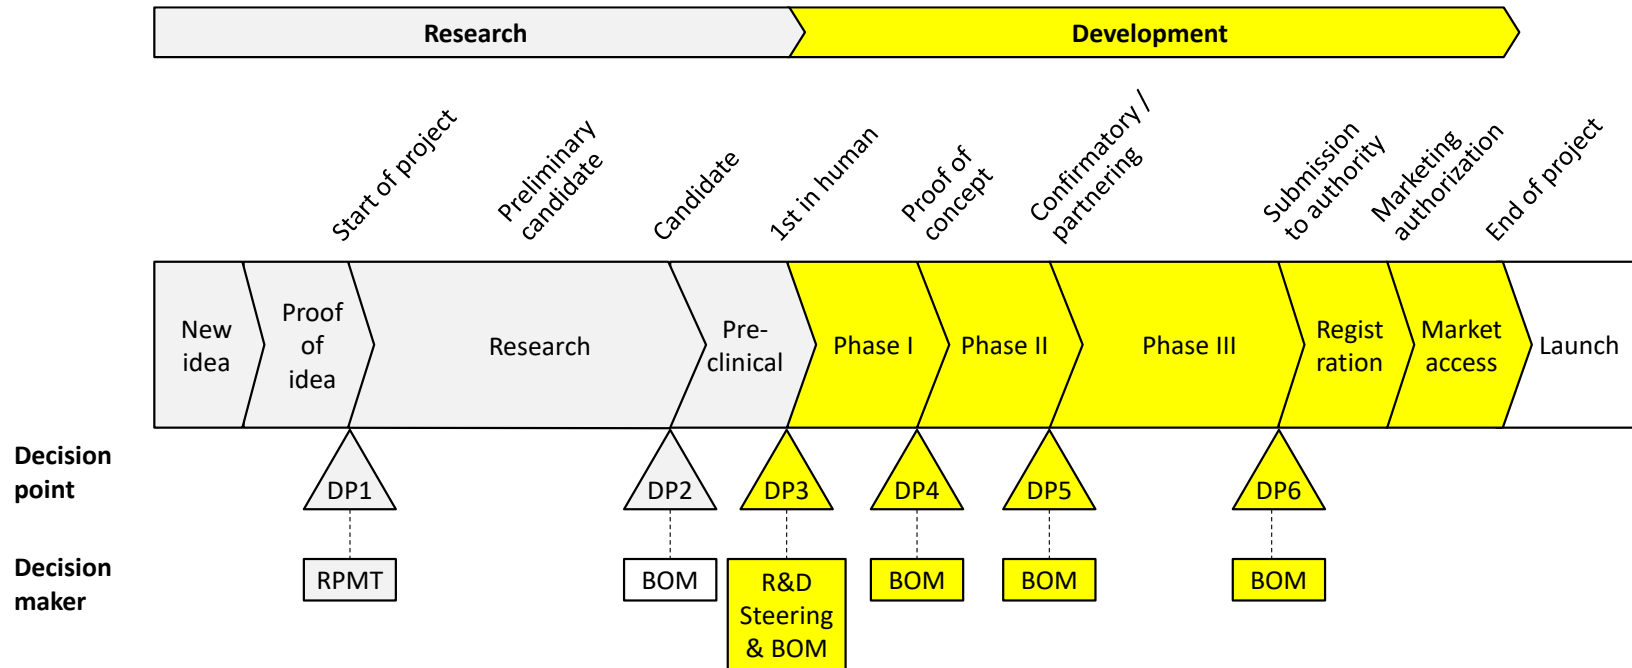 Research
Development
Start of project
Preliminary
candidate
Candidate
1st in human
Proof of
concept
Confirmatory /
partnering
Submission
to authority
Marketing
authorization
End of project
New
idea
Proof
of
idea
Research
Pre-
clinical
Phase I
Phase II
Phase III
Regist
ration
Market
access
Launch
Decision
point
DP1
DP2
DP3
DP4
DP5
DP6
Decision
maker
RPMT
BOM
R&D
Steering
& BOM
BOM
BOM
BOM